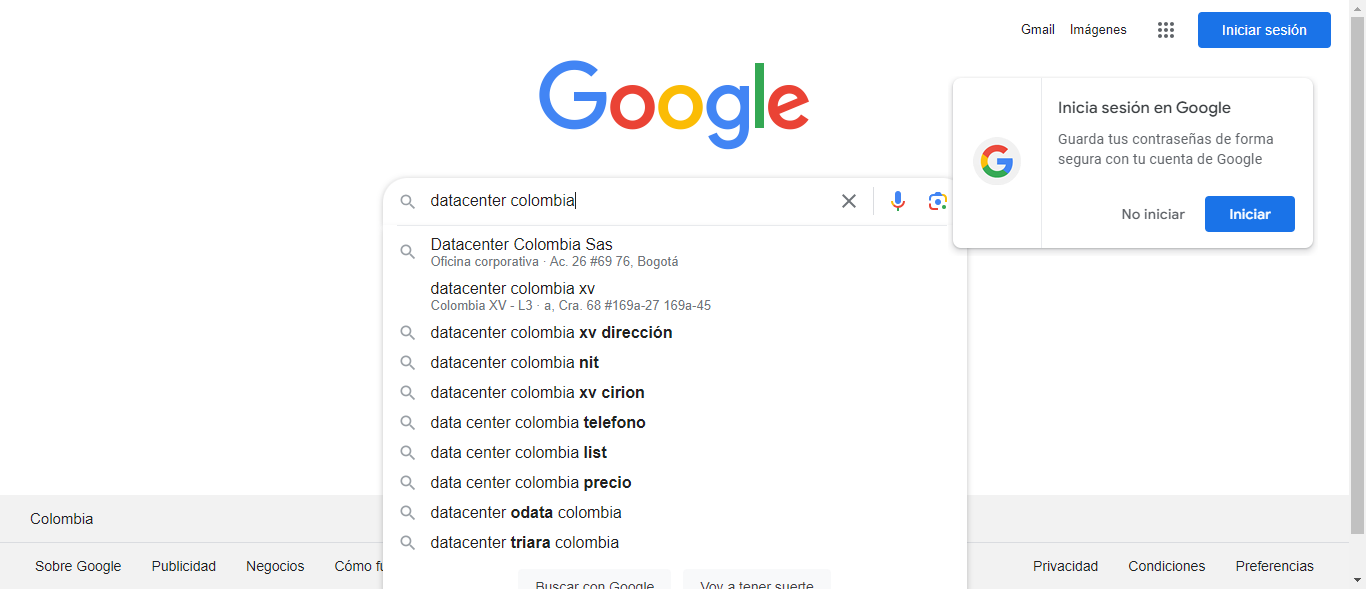 Gmail Imágenes Iniciar sesión
Google
Inicia sesión en Google
Guarda tus contraseñas de forma
segura con tu cuenta de Google
No iniciar Iniciar
datacenter colombia
Datacenter Colombia Sas
Oficina corporativa · Ac. 26 #69 76, Bogotá
datacenter colombia xv
Colombia XV - L3 · a, Cra. 68 #169a-27 169a-45
datacenter colombia xv dirección
datacenter colombia nit
datacenter colombia xv cirion
data center colombia telefono
data center colombia list
data center colombia precio
datacenter odata colombia
datacenter triara colombia
Buscar con Google Voy a tener suerte
Colombia
Sobre Google Publicidad Negocios Cómo Privacidad Condiciones Preferencias